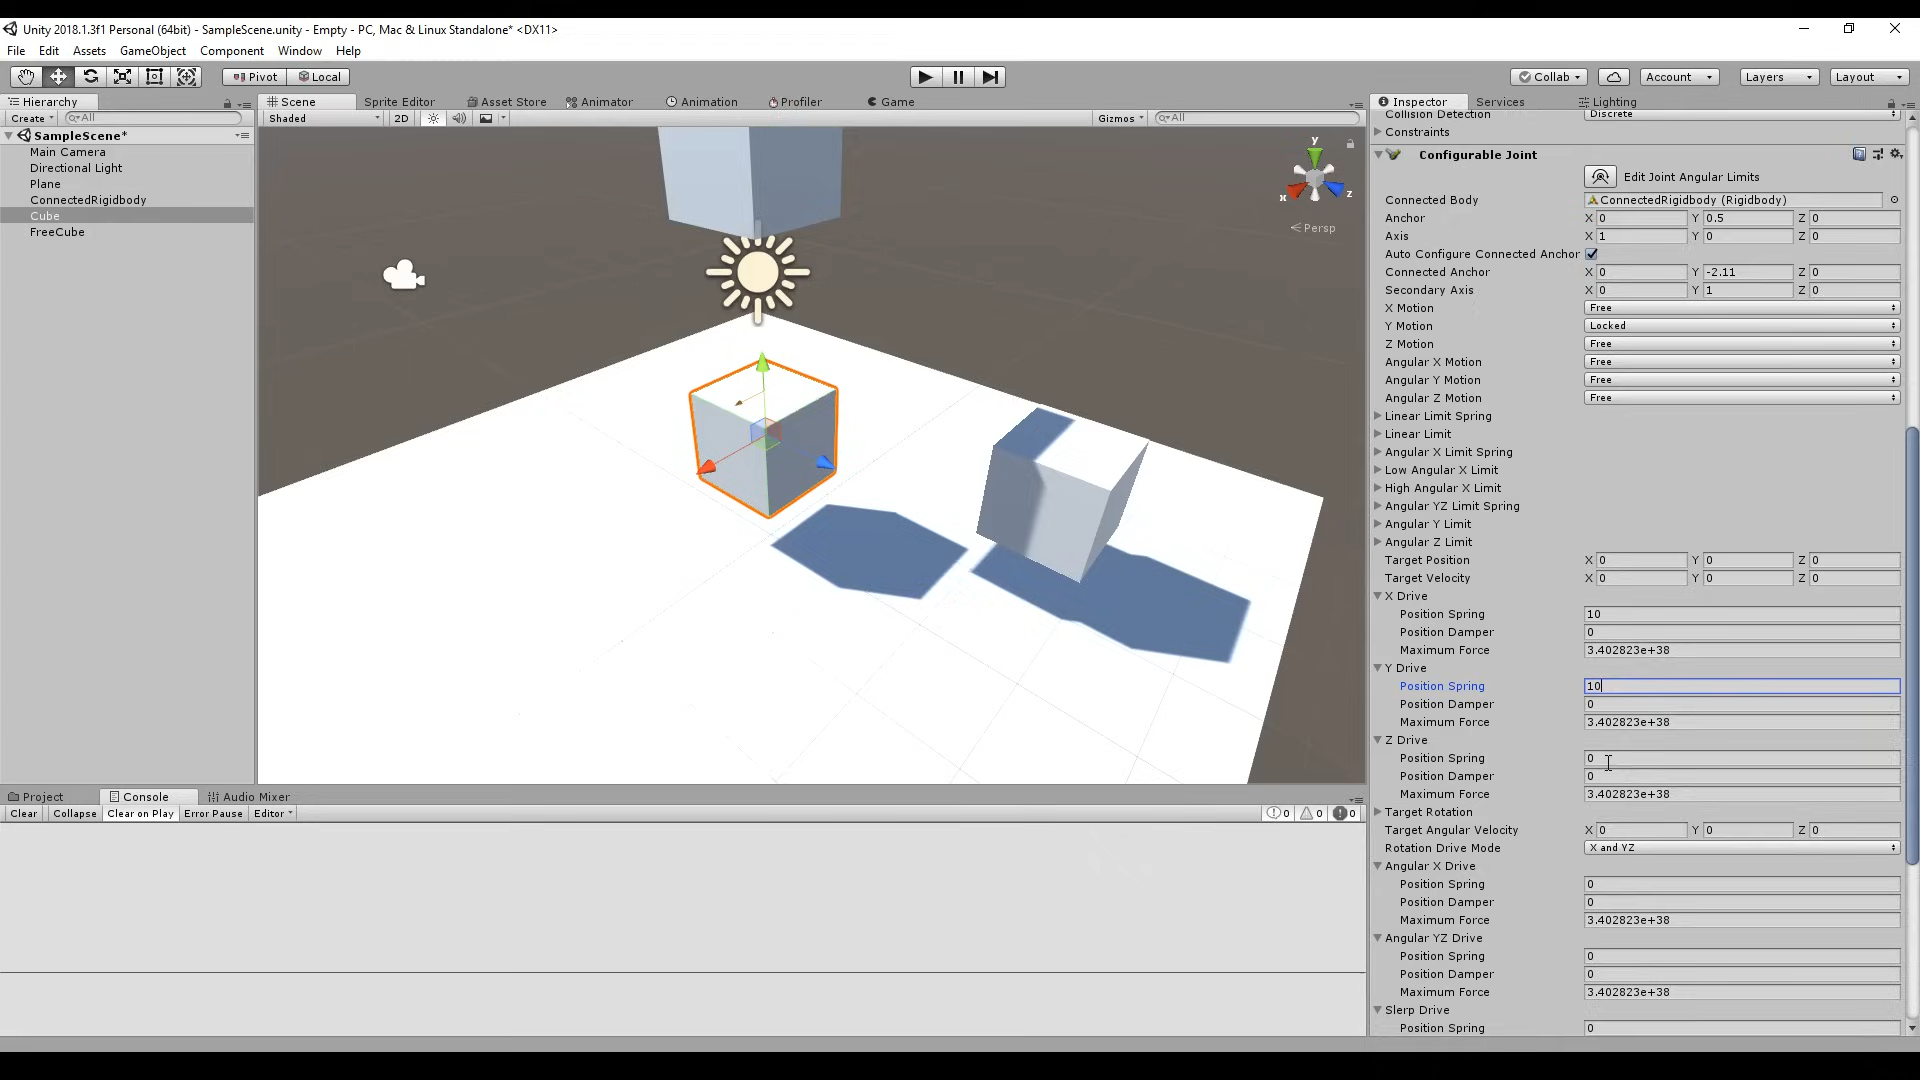 Unity 2018.1.3f1 Personal (64bit) - SampleScene.unity - Empty - PC, Mac & Linux Standalone* <DX11>
File Edit Assets GameObject Component Window Help
Pivot Local Collab Account Layers Layout
Hierarchy Scene Sprite Editor Asset Store Animator Animation Profiler Game Inspector Services Lighting
Create All Shaded 2D Gizmos All Collision Detection Discrete
SampleScene*
Main Camera
Directional Light
Plane
ConnectedRigidbody
Cube
FreeCube
y
x
z
Persp
Constraints
Configurable Joint
Edit Joint Angular Limits
Connected Body ConnectedRigidbody (Rigidbody)
Anchor X 0 Y 0.5 Z 0
Axis X 1 Y 0 Z 0
Auto Configure Connected Anchor
Connected Anchor X 0 Y -2.11 Z 0
Secondary Axis X 0 Y 1 Z 0
X Motion Free
Y Motion Locked
Z Motion Free
Angular X Motion Free
Angular Y Motion Free
Angular Z Motion Free
Linear Limit Spring
Linear Limit
Angular X Limit Spring
Low Angular X Limit
High Angular X Limit
Angular YZ Limit Spring
Angular Y Limit
Angular Z Limit
Target Position X 0 Y 0 Z 0
Target Velocity X 0 Y 0 Z 0
X Drive
Position Spring 10
Position Damper 0
Maximum Force 3.402823e+38
Y Drive
Position Spring 10
Position Damper 0
Maximum Force 3.402823e+38
Z Drive
Position Spring 0
Position Damper 0
Maximum Force 3.402823e+38
Target Rotation
Target Angular Velocity X 0 Y 0 Z 0
Rotation Drive Mode X and YZ
Angular X Drive
Position Spring 0
Position Damper 0
Maximum Force 3.402823e+38
Angular YZ Drive
Position Spring 0
Position Damper 0
Maximum Force 3.402823e+38
Slerp Drive
Position Spring 0
Project Console Audio Mixer
Clear Collapse Clear on Play Error Pause Editor 0 0 0